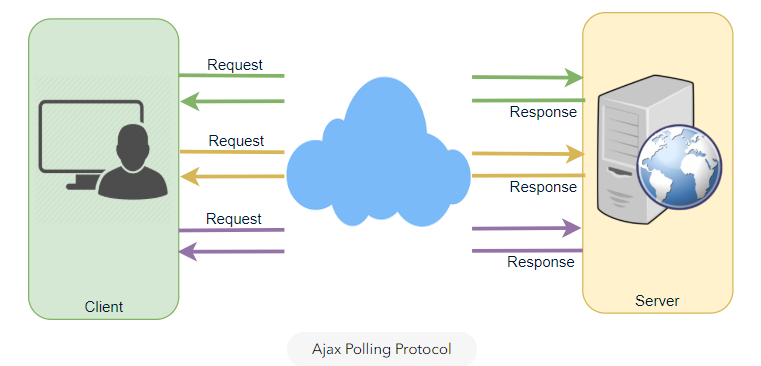 Request
Response
Request
Response
Request
Response
Client
Server
Ajax Polling Protocol